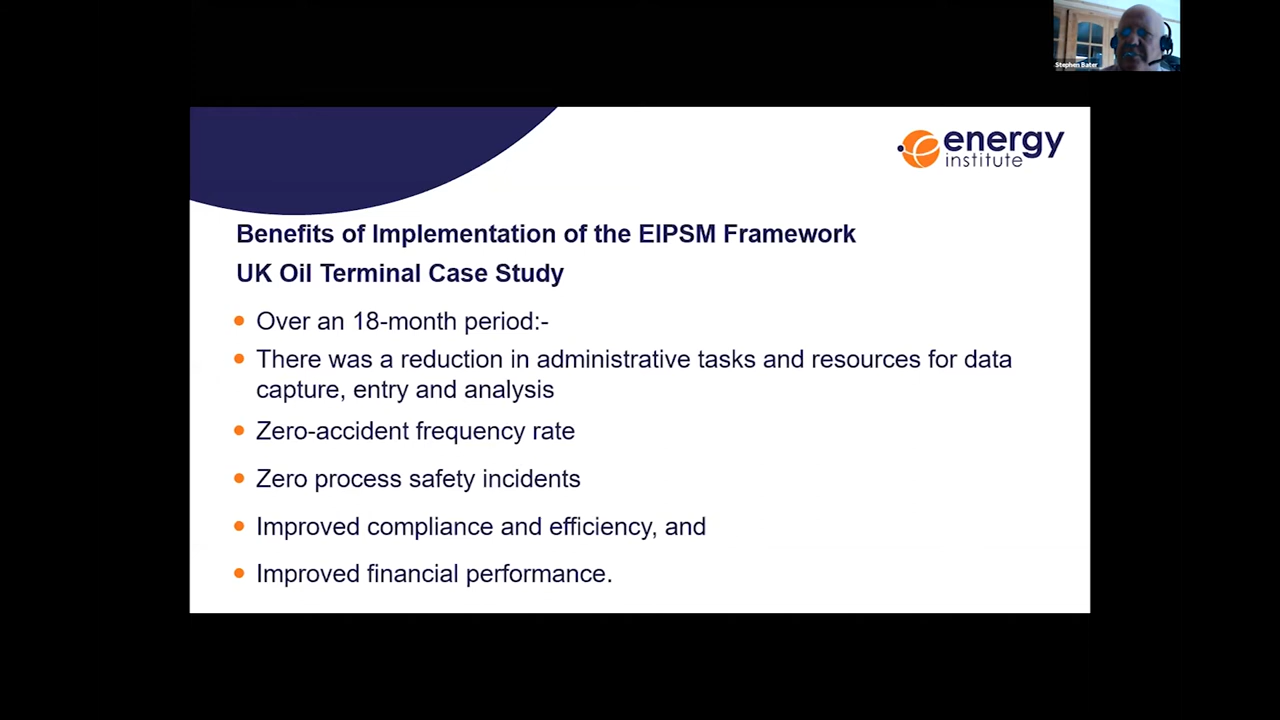 Stephen Bater
energy
institute
Benefits of Implementation of the EIPSM Framework
UK Oil Terminal Case Study
Over an 18-month period:-
There was a reduction in administrative tasks and resources for data
capture, entry and analysis
Zero-accident frequency rate
Zero process safety incidents
Improved compliance and efficiency, and
Improved financial performance.